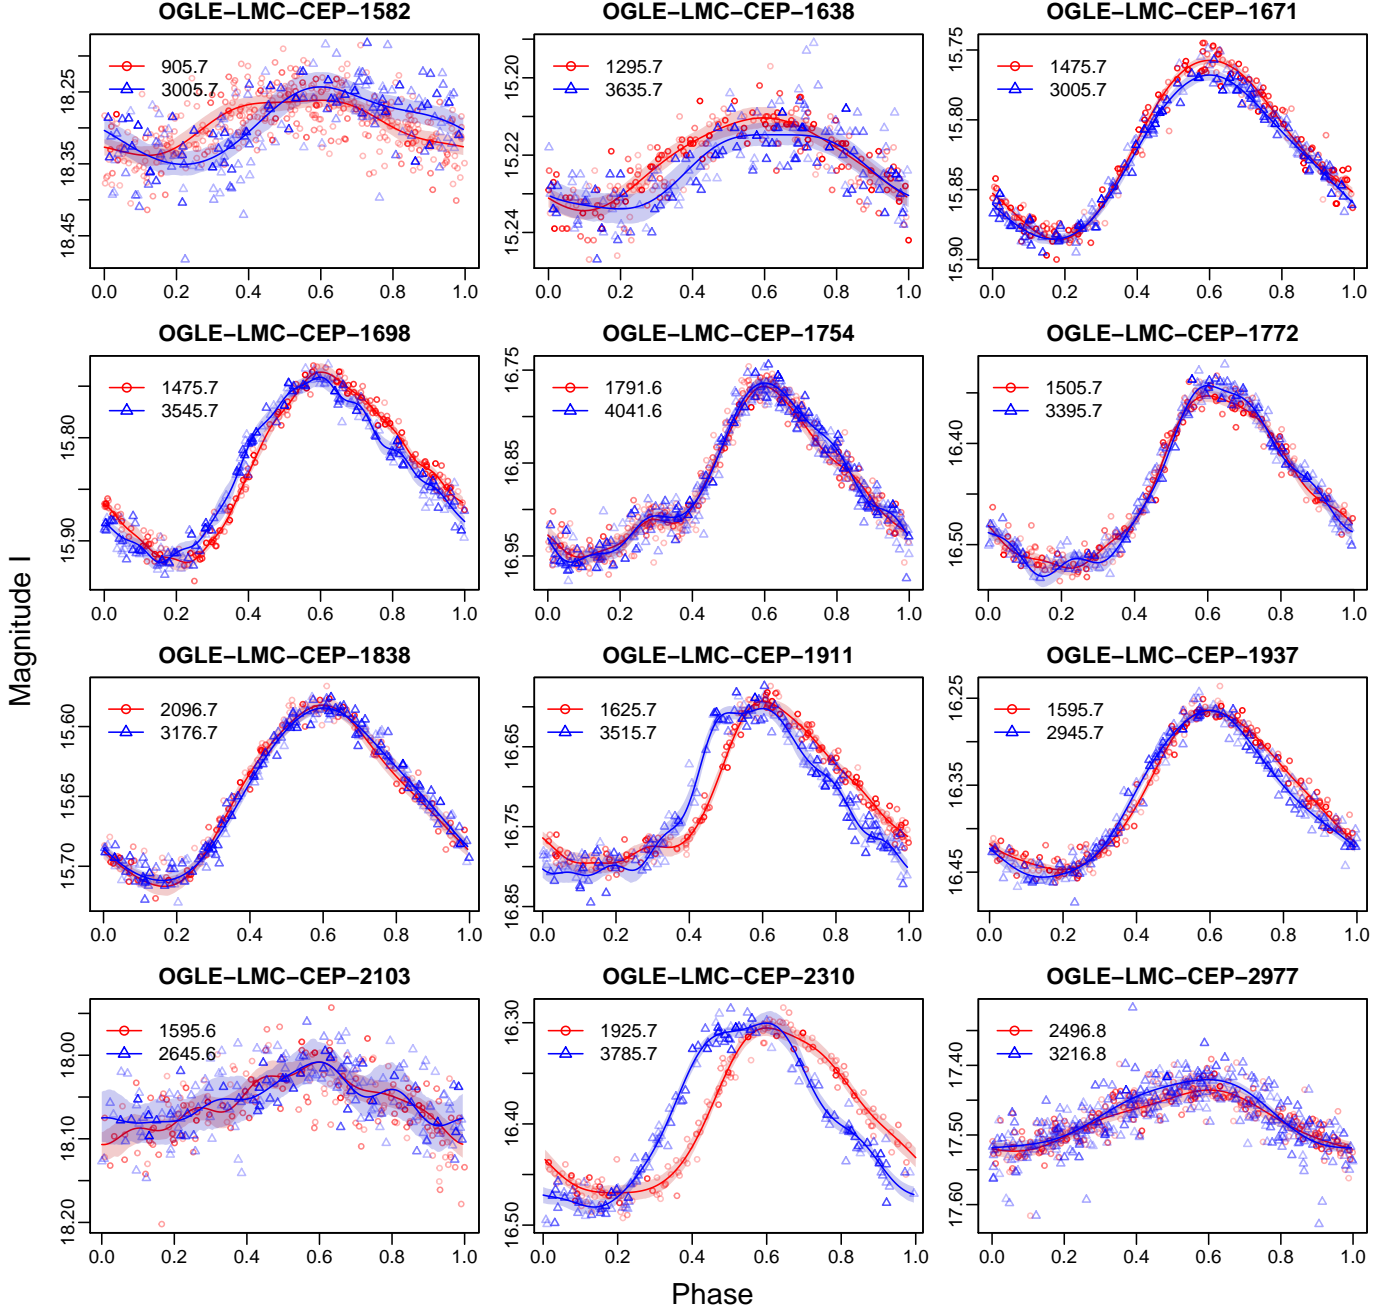 OGLE−LMC−CEP−1582
905.7
3005.7
18.25
18.35
18.45
0.0 0.2 0.4 0.6 0.8 1.0
OGLE−LMC−CEP−1638
1295.7
3635.7
15.20
15.22
15.24
0.0 0.2 0.4 0.6 0.8 1.0
OGLE−LMC−CEP−1671
1475.7
3005.7
15.75
15.80
15.85
15.90
0.0 0.2 0.4 0.6 0.8 1.0
OGLE−LMC−CEP−1698
1475.7
3545.7
15.80
15.90
0.0 0.2 0.4 0.6 0.8 1.0
OGLE−LMC−CEP−1754
1791.6
4041.6
16.75
16.85
16.95
0.0 0.2 0.4 0.6 0.8 1.0
OGLE−LMC−CEP−1772
1505.7
3395.7
16.40
16.50
0.0 0.2 0.4 0.6 0.8 1.0
Magnitude I
OGLE−LMC−CEP−1838
2096.7
3176.7
15.60
15.65
15.70
0.0 0.2 0.4 0.6 0.8 1.0
OGLE−LMC−CEP−1911
1625.7
3515.7
16.65
16.75
16.85
0.0 0.2 0.4 0.6 0.8 1.0
OGLE−LMC−CEP−1937
1595.7
2945.7
16.25
16.35
16.45
0.0 0.2 0.4 0.6 0.8 1.0
OGLE−LMC−CEP−2103
1595.6
2645.6
18.00
18.10
18.20
0.0 0.2 0.4 0.6 0.8 1.0
OGLE−LMC−CEP−2310
1925.7
3785.7
16.30
16.40
16.50
0.0 0.2 0.4 0.6 0.8 1.0
OGLE−LMC−CEP−2977
2496.8
3216.8
17.40
17.50
17.60
0.0 0.2 0.4 0.6 0.8 1.0
Phase